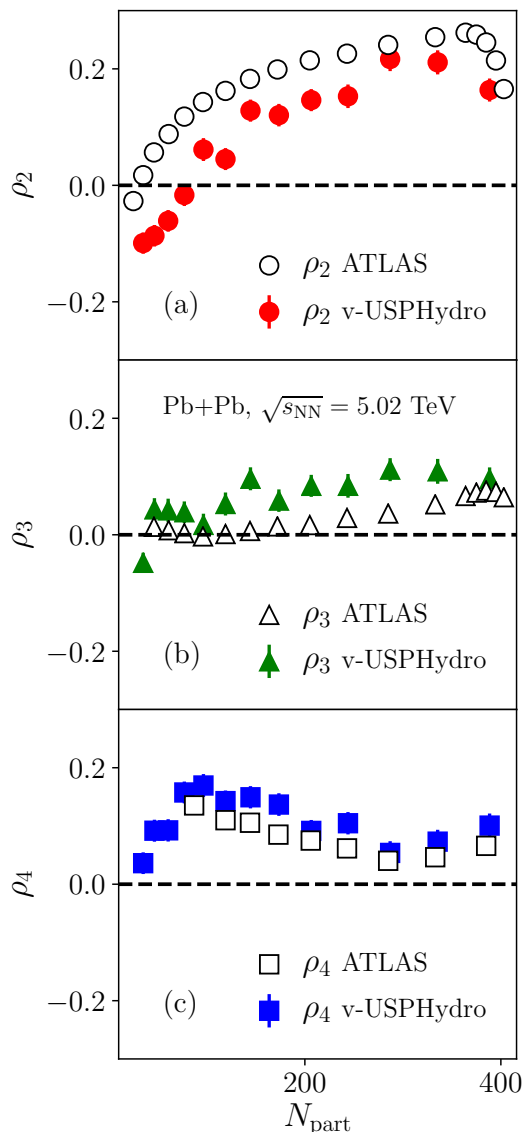 0.2
0.0
−0.2
ρ2
ρ2 ATLAS
(a)
ρ2 v-USPHydro
Pb+Pb, √sNN = 5.02 TeV
0.2
0.0
−0.2
ρ3
ρ3 ATLAS
(b)
ρ3 v-USPHydro
0.2
0.0
−0.2
ρ4
ρ4 ATLAS
(c)
ρ4 v-USPHydro
200
400
Npart